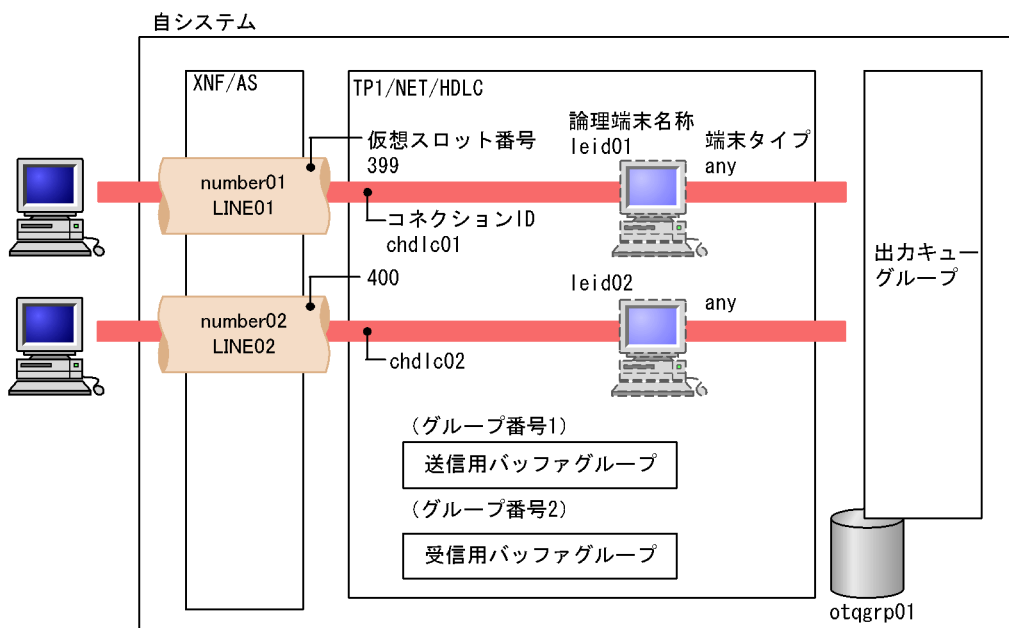 自システム
XNF/AS
TP1/NET/HDLC
仮想スロット番号
399
論理端末名称
leid01
端末タイプ
any
number01
LINE01
コネクションID
chdlc01
出力キュー
グループ
400
leid02
any
number02
LINE02
chdlc02
(グループ番号1)
送信用バッファグループ
(グループ番号2)
受信用バッファグループ
otqgrp01